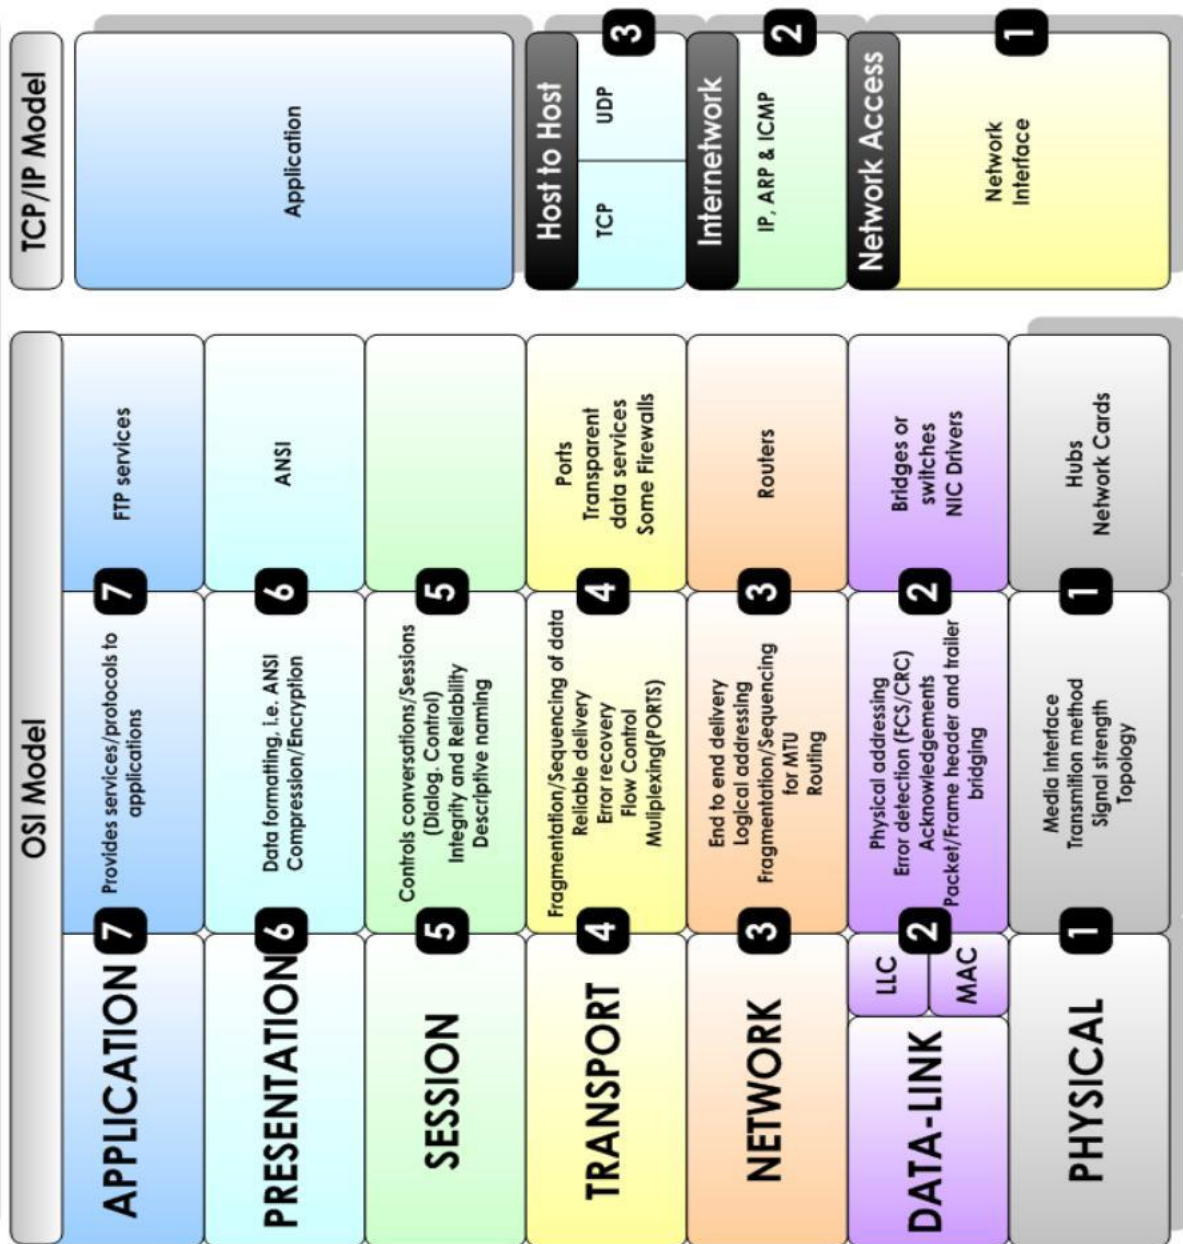 OSI Model
TCP/IP Model
APPLICATION
7
Provides services/protocols to
applications
7
FTP services
Application
PRESENTATION
6
Data formatting, i.e. ANSI
Compression/Encryption
6
ANSI
SESSION
5
Controls conversations/Sessions
(Dialog. Control)
Integrity and Reliability
Descriptive naming
5
TRANSPORT
4
Fragmentation/Sequencing of data
Reliable delivery
Error recovery
Flow Control
Muliplexing(PORTS)
4
Ports
Transparent
data services
Some Firewalls
Host to Host
TCP
UDP
3
NETWORK
3
End to end delivery
Logical addressing
Fragmentation/Sequencing
for MTU
Routing
3
Routers
Internetwork
IP, ARP & ICMP
2
DATA-LINK
LLC
MAC
2
Physical addressing
Error detection (FCS/CRC)
Acknowledgements
Packet/Frame header and trailer
bridging
2
Bridges or
switches
NIC Drivers
Network Access
Network
Interface
1
PHYSICAL
1
Media interface
Transmission method
Signal strength
Topology
1
Hubs
Network Cards